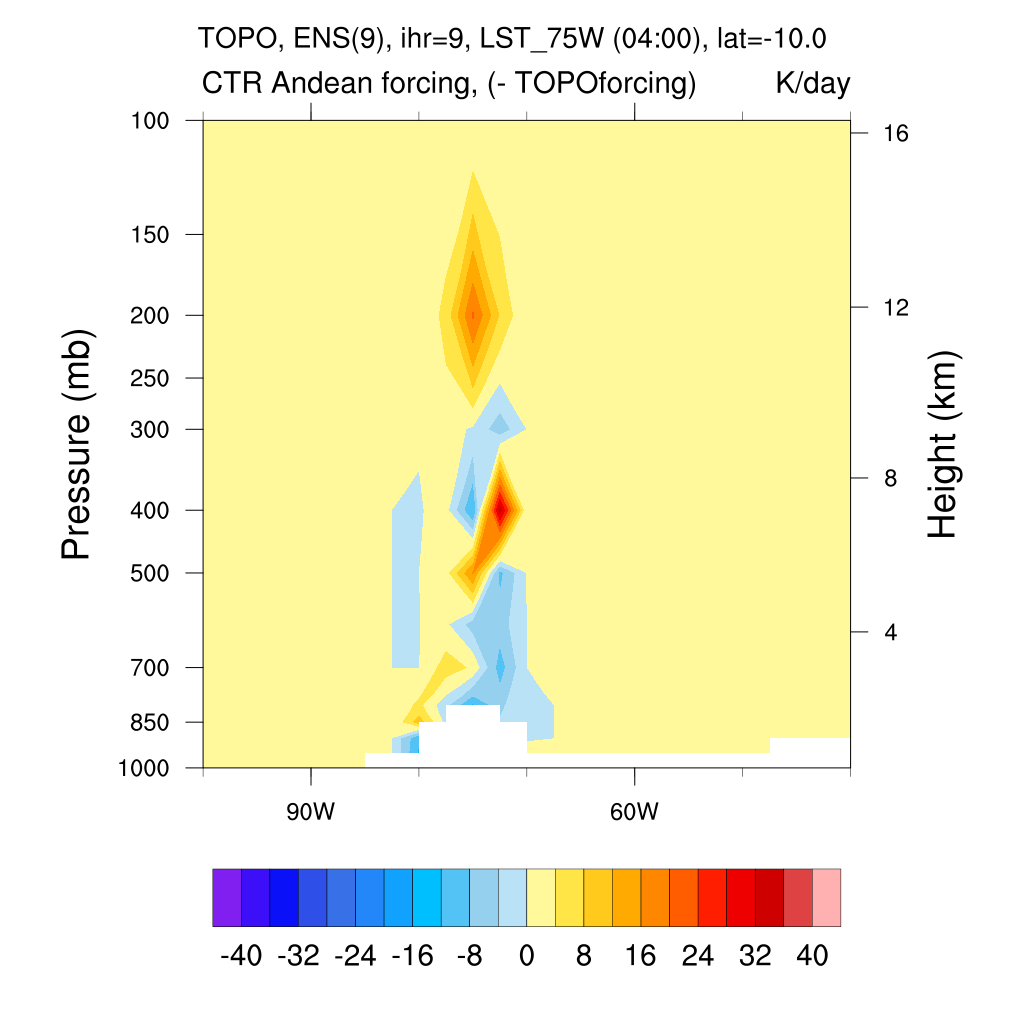 TOPO, ENS(9), ihr=9, LST_75W (04:00), lat=-10.0
CTR Andean forcing, (- TOPOforcing) K/day
100
150
200
250
300
400
500
700
850
1000
Pressure (mb)
16
12
8
4
Height (km)
90W 60W
-40 -32 -24 -16 -8 0 8 16 24 32 40